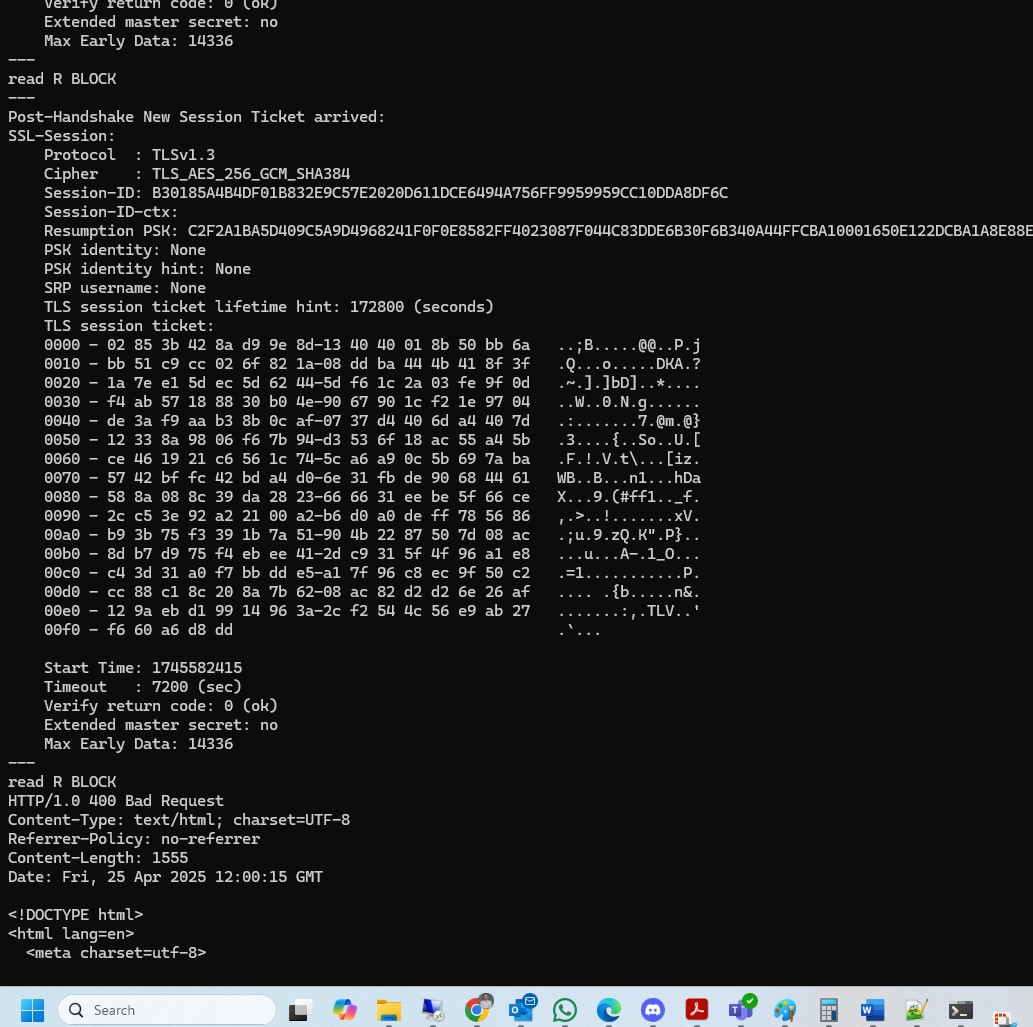 Verify return code: 0 (ok)
    Extended master secret: no
    Max Early Data: 14336
---
read R BLOCK
---
Post-Handshake New Session Ticket arrived:
SSL-Session:
    Protocol  : TLSv1.3
    Cipher    : TLS_AES_256_GCM_SHA384
    Session-ID: B30185A4B4DF01B832E9C57E2020D611DCE6494A756FF9959959CC10DDA8DF6C
    Session-ID-ctx:
    Resumption PSK: C2F2A1BA5D409C5A9D4968241F0F0E8582FF4023087F044C83DDE6B30F6B340A44FFCBA10001650E122DCBA1A8E88E
    PSK identity: None
    PSK identity hint: None
    SRP username: None
    TLS session ticket lifetime hint: 172800 (seconds)
    TLS session ticket:
    0000 - 02 85 3b 42 8a d9 9e 8d-13 40 40 01 8b 50 bb 6a   ..;B.....@@..P.j
    0010 - bb 51 c9 cc 02 6f 82 1a-08 dd ba 44 4b 41 8f 3f   .Q...o.....DKA.?
    0020 - 1a 7e e1 5d ec 5d 62 44-5d f6 1c 2a 03 fe 9f 0d   .~.].]bD]..*....
    0030 - f4 ab 57 18 88 30 b0 4e-90 67 90 1c f2 1e 97 04   ..W..0.N.g......
    0040 - de 3a f9 aa b3 8b 0c af-07 37 d4 40 6d a4 40 7d   .:.......7.@m.@}
    0050 - 12 33 8a 98 06 f6 7b 94-d3 53 6f 18 ac 55 a4 5b   .3....{..So..U.[
    0060 - ce 46 19 21 c6 56 1c 74-5c a6 a9 0c 5b 69 7a ba   .F.!.V.t\...[iz.
    0070 - 57 42 bf fc 42 bd a4 d0-6e 31 fb de 90 68 44 61   WB..B...n1...hDa
    0080 - 58 8a 08 8c 39 da 28 23-66 66 31 ee be 5f 66 ce   X...9.(#ff1.._f.
    0090 - 2c c5 3e 92 a2 21 00 a2-b6 d0 a0 de ff 78 56 86   ,.>..!.......xV.
    00a0 - b9 3b 75 f3 39 1b 7a 51-90 4b 22 87 50 7d 08 ac   .;u.9.zQ.K".P}..
    00b0 - 8d b7 d9 75 f4 eb ee 41-2d c9 31 5f 4f 96 a1 e8   ...u...A-.1_O...
    00c0 - c4 3d 31 a0 f7 bb dd e5-a1 7f 96 c8 ec 9f 50 c2   .=1...........P.
    00d0 - cc 88 c1 8c 20 8a 7b 62-08 ac 82 d2 d2 6e 26 af   .... .{b.....n&.
    00e0 - 12 9a eb d1 99 14 96 3a-2c f2 54 4c 56 e9 ab 27   .......:,.TLV..'
    00f0 - f6 60 a6 d8 dd                                    .`...

    Start Time: 1745582415
    Timeout   : 7200 (sec)
    Verify return code: 0 (ok)
    Extended master secret: no
    Max Early Data: 14336
---
read R BLOCK
HTTP/1.0 400 Bad Request
Content-Type: text/html; charset=UTF-8
Referrer-Policy: no-referrer
Content-Length: 1555
Date: Fri, 25 Apr 2025 12:00:15 GMT

<!DOCTYPE html>
<html lang=en>
  <meta charset=utf-8>
Search